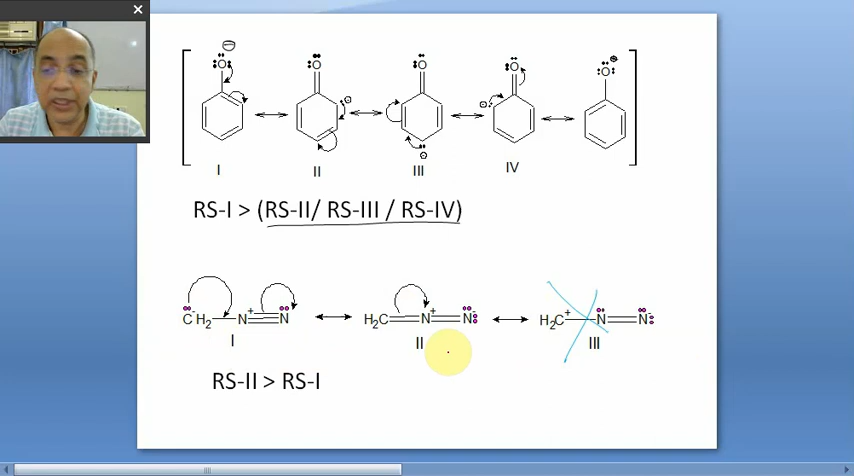 I II III IV
RS-I > (RS-II/ RS-III / RS-IV)
CH2-N+≡N ↔ H2C=N+=N- ↔ H2C+-N=N-
I II III
RS-II > RS-I